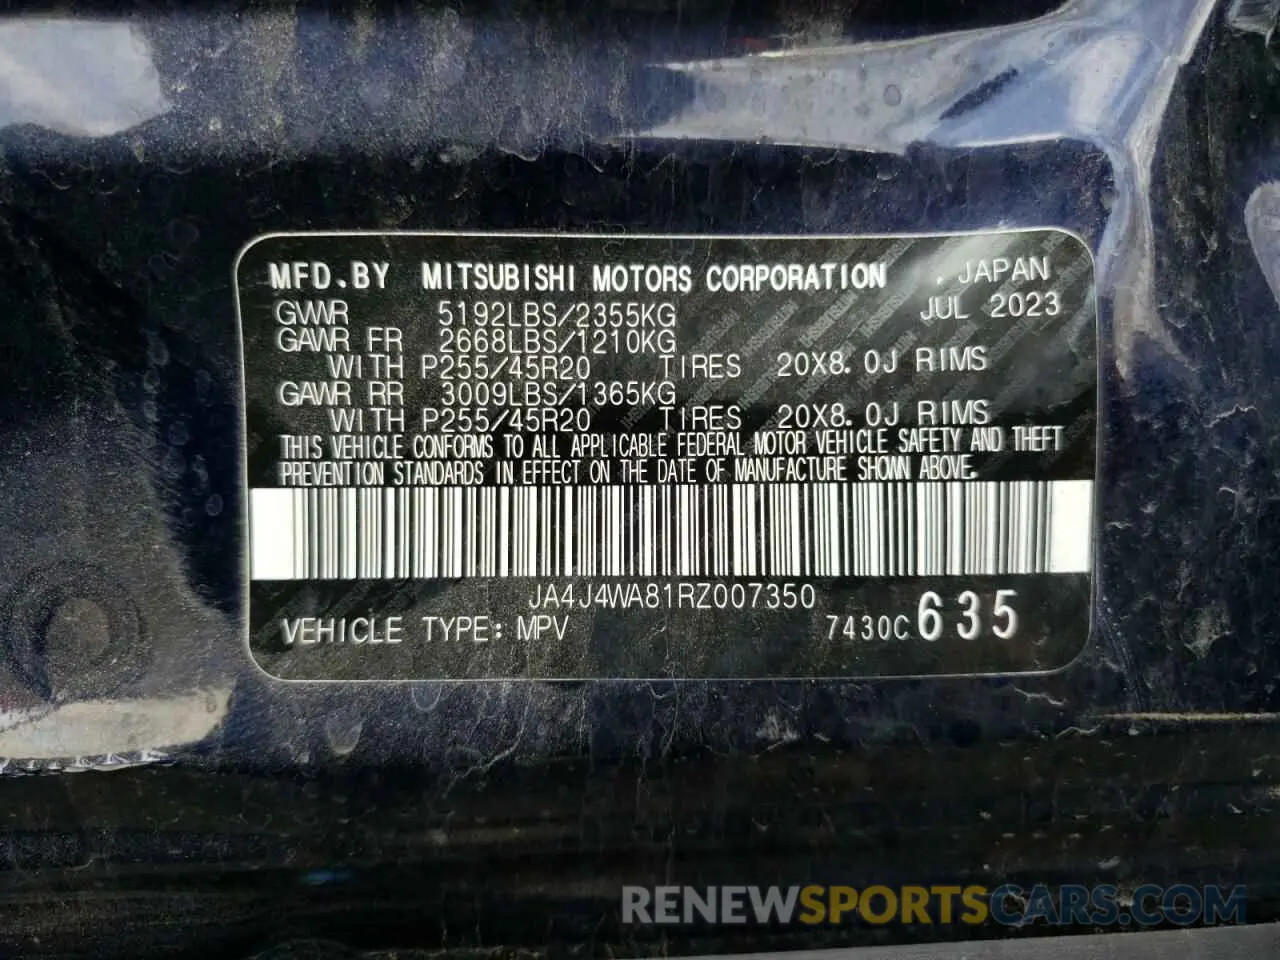 MFD.BY MITSUBISHI MOTORS CORPORATION , JAPAN
GVWR 5192LBS/2355KG JUL 2023
GAWR FR 2668LBS/1210KG
WITH P255/45R20 TIRES 20X8.0J RIMS
GAWR RR 3009LBS/1365KG
WITH P255/45R20 TIRES 20X8.0J RIMS
THIS VEHICLE CONFORMS TO ALL APPLICABLE FEDERAL MOTOR VEHICLE SAFETY AND THEFT
PREVENTION STANDARDS IN EFFECT ON THE DATE OF MANUFACTURE SHOWN ABOVE.
JA4J4WA81RZ007350
VEHICLE TYPE: MPV 7430C 635
RENEWSPORTSCARS.COM